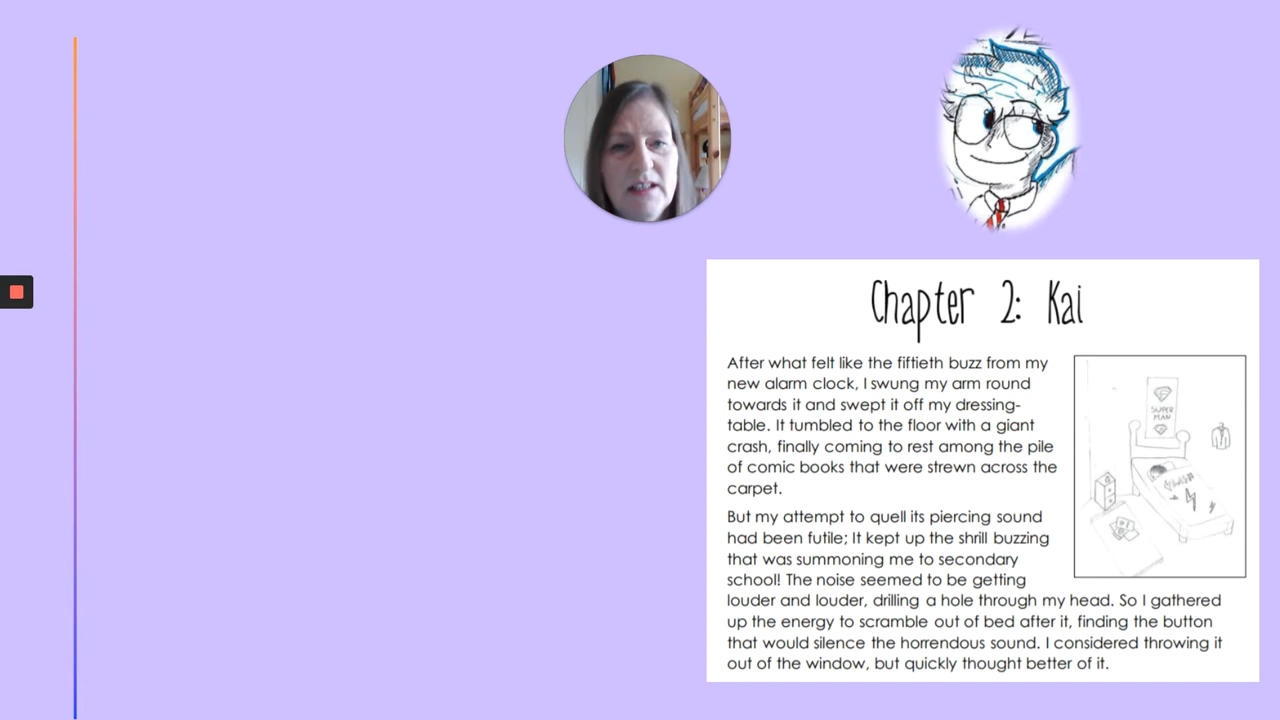 Chapter 2: Kai
After what felt like the fiftieth buzz from my
new alarm clock, I swung my arm round
towards it and swept it off my dressing-
table. It tumbled to the floor with a giant
crash, finally coming to rest among the pile
of comic books that were strewn across the
carpet.
But my attempt to quell its piercing sound
had been futile; It kept up the shrill buzzing
that was summoning me to secondary
school! The noise seemed to be getting
louder and louder, drilling a hole through my head. So I gathered
up the energy to scramble out of bed after it, finding the button
that would silence the horrendous sound. I considered throwing it
out of the window, but quickly thought better of it.
SUPER